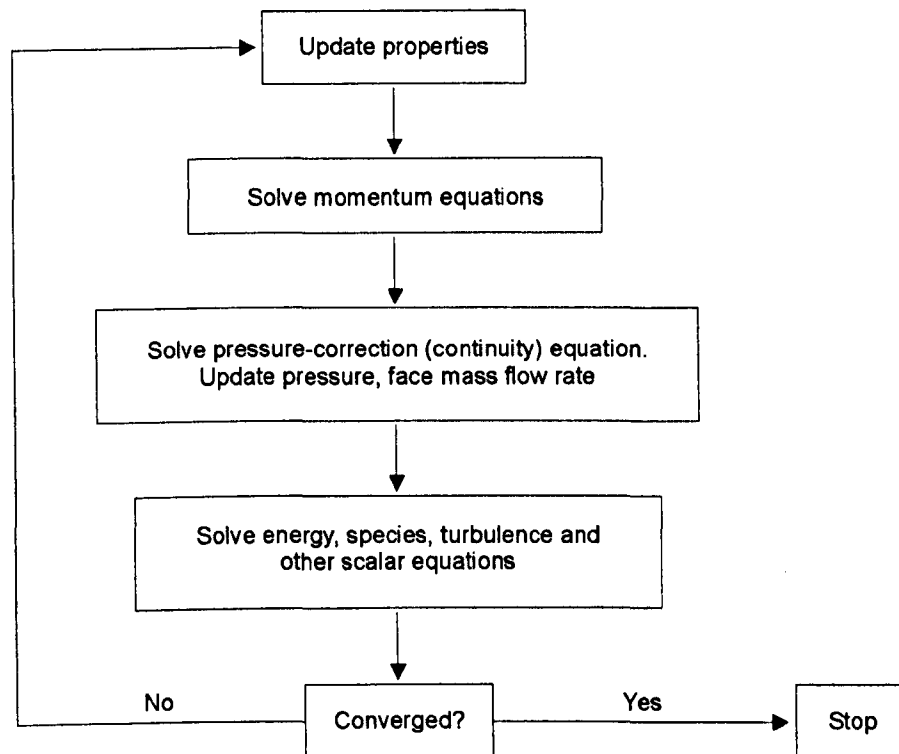 Update properties
Solve momentum equations
Solve pressure-correction (continuity) equation.
Update pressure, face mass flow rate
Solve energy, species, turbulence and
other scalar equations
No
Converged?
Yes
Stop